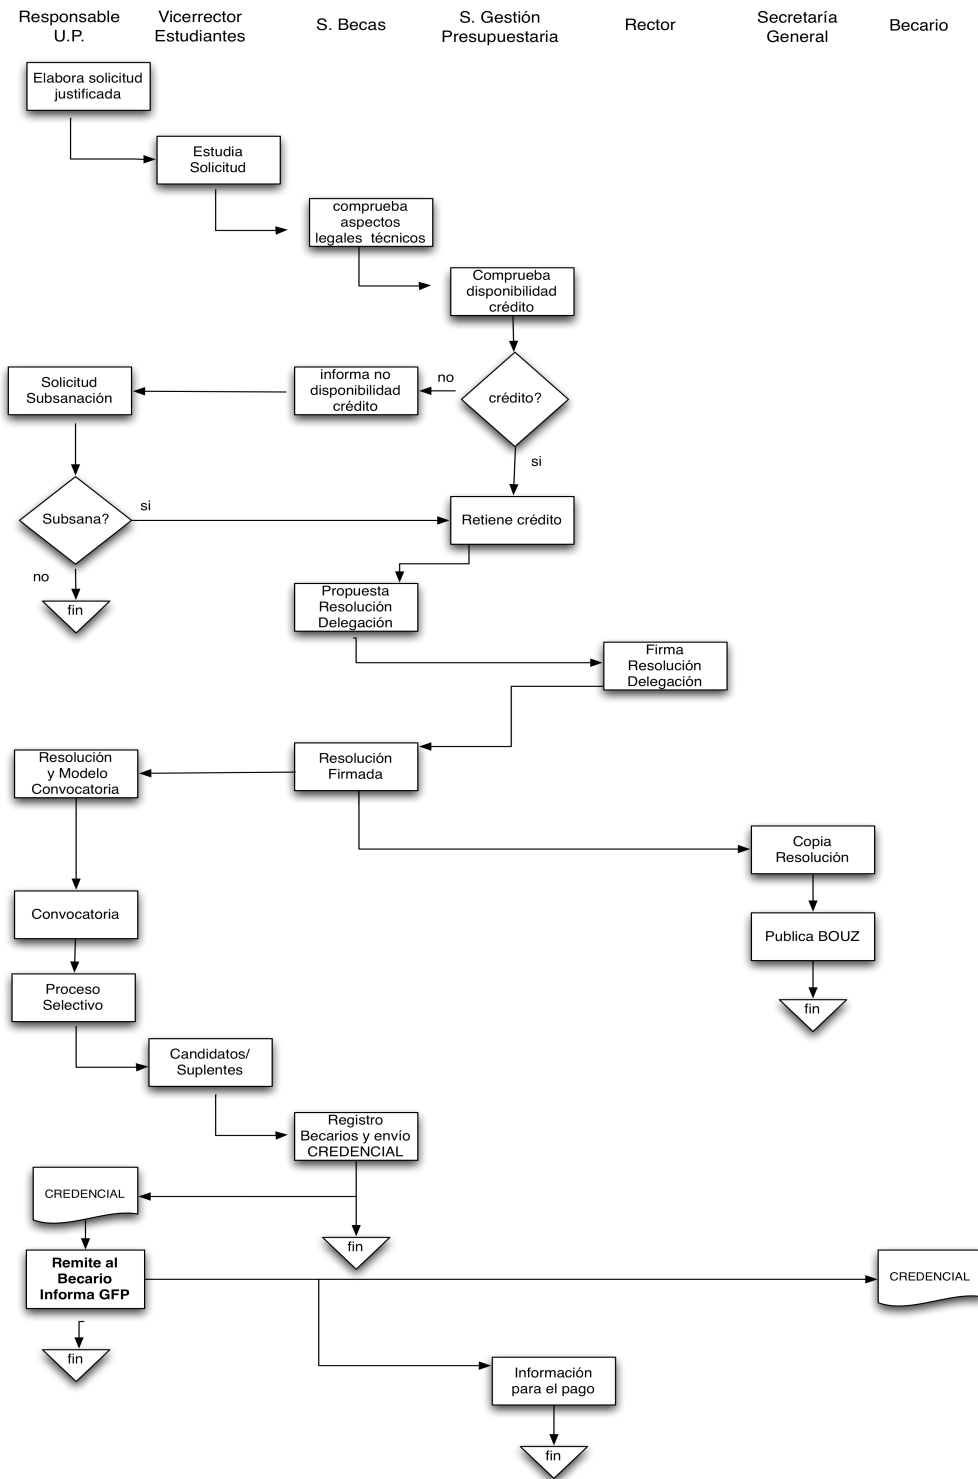 Responsable
U.P.
Vicerrector
Estudiantes
S. Becas
S. Gestión
Presupuestaria
Rector
Secretaría
General
Becario
Elabora solicitud
justificada
Estudia
Solicitud
comprueba
aspectos
legales técnicos
Comprueba
disponibilidad
crédito
Solicitud
Subsanación
informa no
disponibilidad
crédito
no
crédito?
si
Subsana?
si
Retiene crédito
no
fin
Propuesta
Resolución
Delegación
Firma
Resolución
Delegación
Resolución
y Modelo
Convocatoria
Resolución
Firmada
Copia
Resolución
Convocatoria
Publica BOUZ
Proceso
Selectivo
fin
Candidatos/
Suplentes
Registro
Becarios y envío
CREDENCIAL
CREDENCIAL
fin
Remite al
Becario
Informa GFP
CREDENCIAL
fin
Información
para el pago
fin